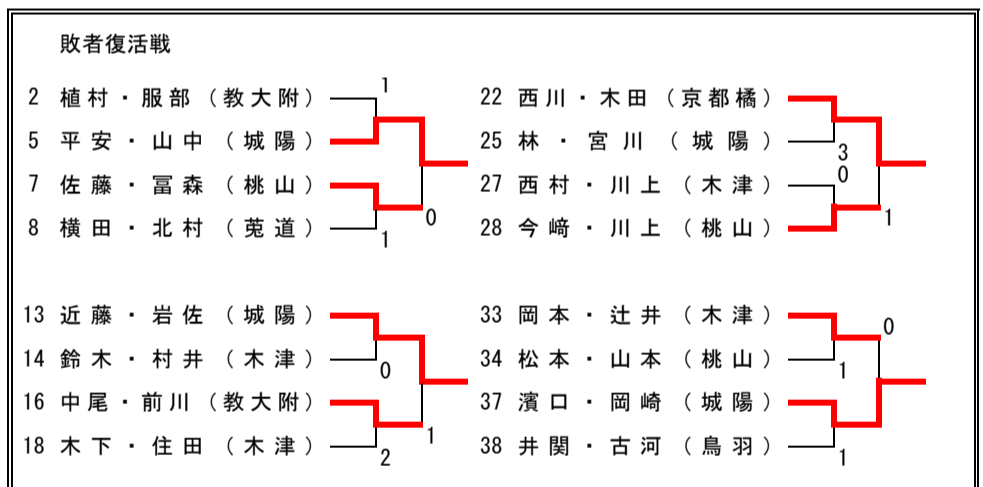 敗者復活戦
2 植村・服部（教大附） 1
5 平安・山中（城陽）
7 佐藤・冨森（桃山）
0
8 横田・北村（莵道） 1
13 近藤・岩佐（城陽）
14 鈴木・村井（木津） 0
16 中尾・前川（教大附）
1
18 木下・住田（木津） 2
22 西川・木田（京都橘）
25 林・宮川（城陽） 3
27 西村・川上（木津） 0
1
28 今﨑・川上（桃山）
33 岡本・辻井（木津）
0
34 松本・山本（桃山） 1
37 濱口・岡崎（城陽）
38 井関・古河（鳥羽） 1